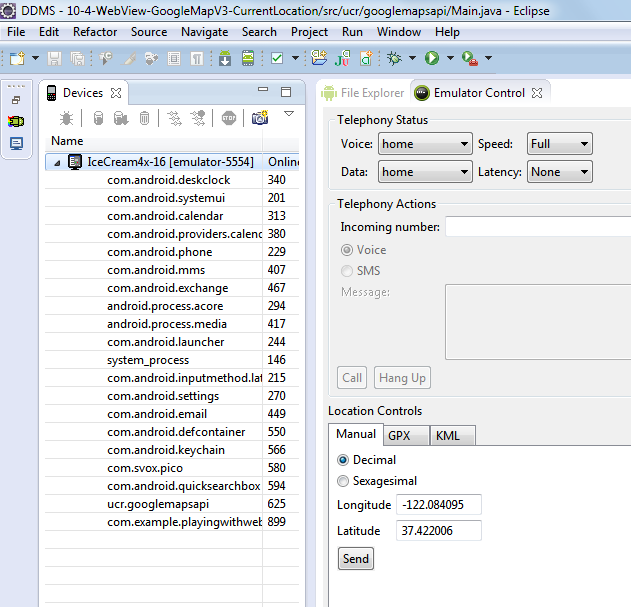 DDMS - 10-4-WebView-GoogleMapV3-CurrentLocation/src/ucr/googlemapsapi/Main.java - Eclipse
File Edit Refactor Source Navigate Search Project Run Window Help
Devices
Name
IceCream4x-16 [emulator-5554] Online
com.android.deskclock 340
com.android.systemui 201
com.android.calendar 313
com.android.providers.calenc 380
com.android.phone 229
com.android.mms 407
com.android.exchange 467
android.process.acore 294
android.process.media 417
com.android.launcher 244
system_process 146
com.android.inputmethod.lat 215
com.android.settings 270
com.android.email 449
com.android.defcontainer 550
com.android.keychain 566
com.svox.pico 580
com.android.quicksearchbox 594
ucr.googlemapsapi 625
com.example.playingwithweb 899
File Explorer Emulator Control
Telephony Status
Voice: home Speed: Full
Data: home Latency: None
Telephony Actions
Incoming number:
Voice
SMS
Message:
Call Hang Up
Location Controls
Manual GPX KML
Decimal
Sexagesimal
Longitude -122.084095
Latitude 37.422006
Send